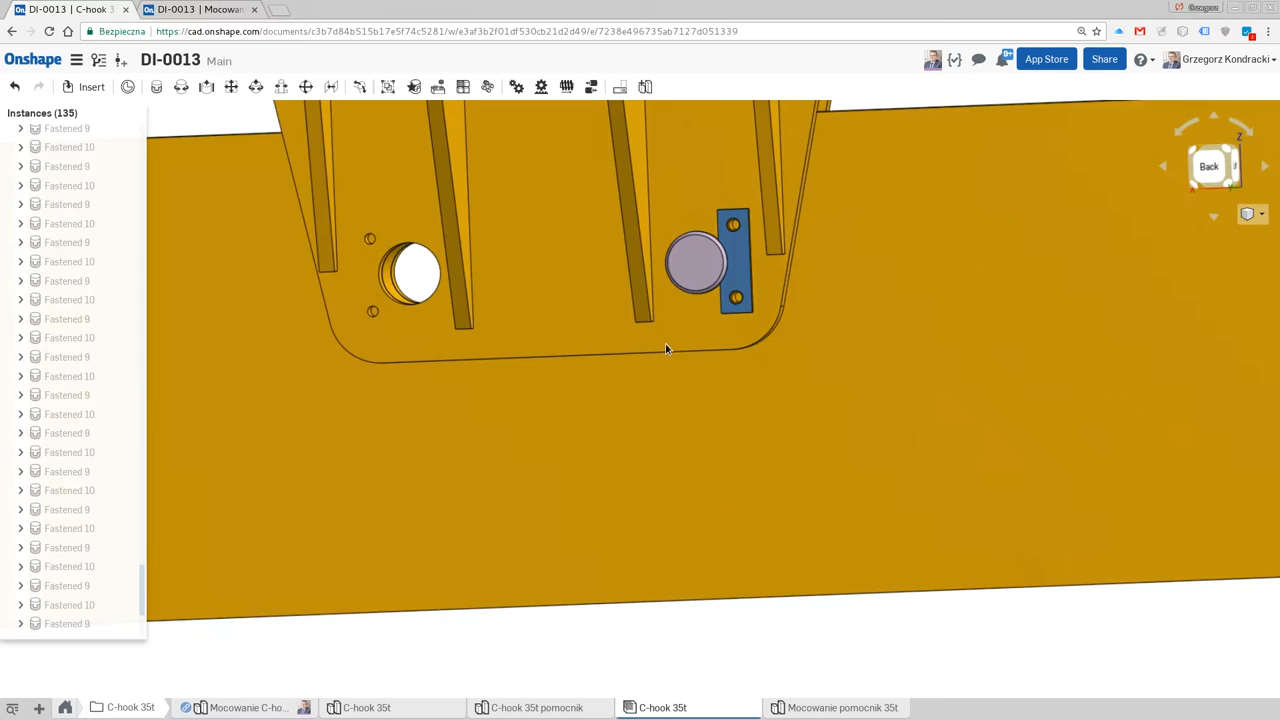 DI-0013 | C-hook 3
DI-0013 | Mocowan
Grzegorz
Bezpieczna
https://cad.onshape.com/documents/c3b7d84b515b17e5f74c5281/w/e3af3b2f01df530cb21d2d49/e/7238e496735ab7127d051339
Onshape
DI-0013 Main
App Store
Share
Grzegorz Kondracki
Insert
Instances (135)
Fastened 9
Fastened 10
Fastened 9
Fastened 10
Fastened 9
Fastened 10
Fastened 9
Fastened 10
Fastened 9
Fastened 10
Fastened 9
Fastened 10
Fastened 9
Fastened 10
Fastened 9
Fastened 10
Fastened 9
Fastened 10
Fastened 9
Fastened 10
Fastened 9
Fastened 10
Fastened 9
Fastened 10
Fastened 9
Fastened 10
Fastened 9
Z
Back
X
C-hook 35t
Mocowanie C-ho...
C-hook 35t
C-hook 35t pomocnik
C-hook 35t
Mocowanie pomocnik 35t